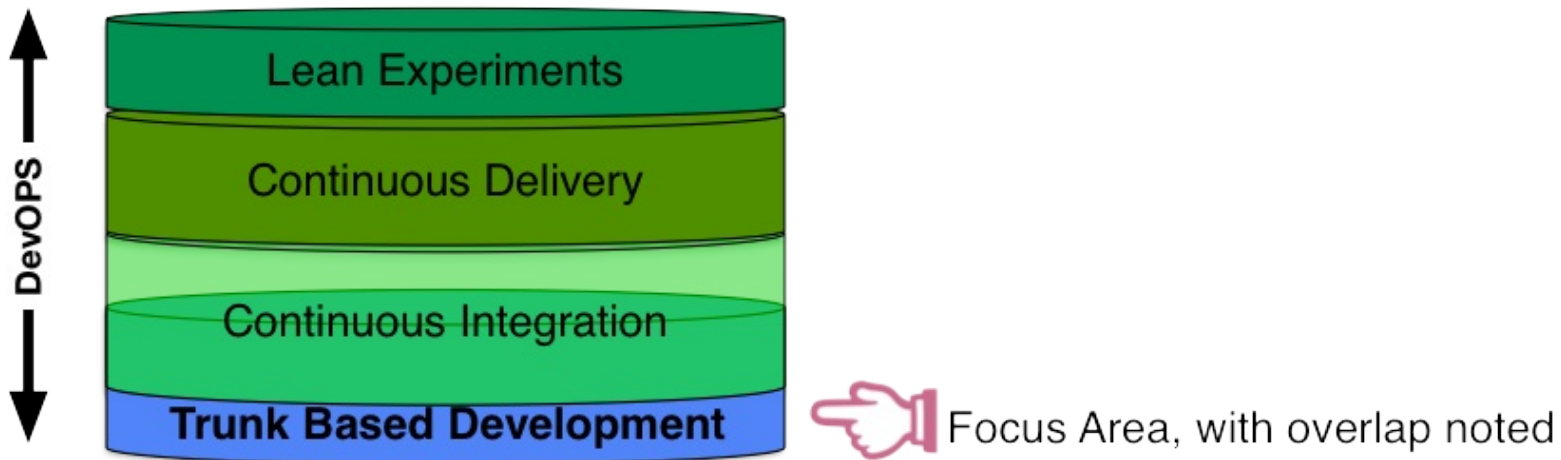 DevOPS
Lean Experiments
Continuous Delivery
Continuous Integration
Trunk Based Development
Focus Area, with overlap noted